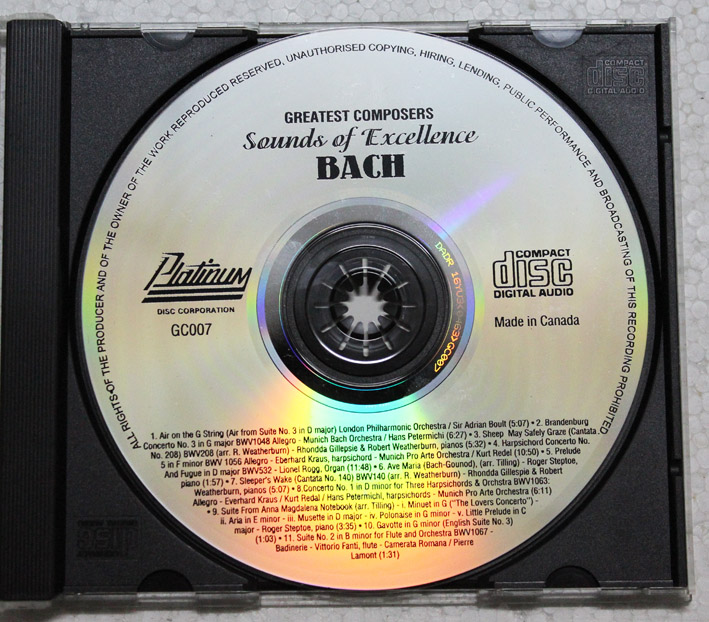 ALL RIGHTS OF THE PRODUCER AND OF THE OWNER OF THE WORK REPRODUCED RESERVED, UNAUTHORISED COPYING, HIRING, LENDING, PUBLIC PERFORMANCE AND BROADCASTING OF THIS RECORDING PROHIBITED
COMPACT
disc
DIGITAL AUDIO
GREATEST COMPOSERS
Sounds of Excellence
BACH
Platinum
DISC CORPORATION
GC007
COMPACT
disc
DIGITAL AUDIO
Made in Canada
1. Air on the G String (Air from Suite No. 3 in D major) London Philharmonic Orchestra / Sir Adrian Boult (5:07) • 2. Brandenburg
Concerto No. 3 in G major BWV1048 Allegro - Munich Bach Orchestra / Hans Petermichi (6:27) • 3. Sheep May Safely Graze (Cantata
No. 208) BWV208 (arr. R. Weatherburn) - Rhondda Gillepsie & Robert Weatherburn, pianos (5:32) • 4. Harpsichord Concerto No.
5 in F minor BWV 1056 Allegro - Eberhard Kraus, harpsichord - Munich Pro Arte Orchestra / Kurt Redel (10:50) • 5. Prelude
And Fugue in D major BWV532 - Lionel Rogg, Organ (11:48) • 6. Ave Maria (Bach-Gounod), (arr. Tilling) - Roger Steptoe,
piano (1:57) • 7. Sleeper's Wake (Cantata No. 140) BWV140 (arr. R. Weatherburn) - Rhondda Gillespie & Robert
Weatherburn, pianos (5:07) • 8.Concerto No. 1 in D minor for Three Harpsichords & Orchestra BWV1063:
Allegro - Everhard Kraus / Kurt Redal / Hans Petermichi, harpsichords - Munich Pro Arte Orchestra (6:11)
• 9. Suite From Anna Magdalena Notebook (arr. Tilling) - i. Minuet in G ("The Lovers Concerto") -
ii. Aria in E minor - iii. Musette in D major - iv. Polonaise in G minor - v. Little Prelude in C
major - Roger Steptoe, piano (3:35) • 10. Gavotte in G minor (English Suite No. 3)
(1:03) • 11. Suite No. 2 in B minor for Flute and Orchestra BWV1067 -
Badinerie - Vittorio Fanti, flute - Camerata Romana / Pierre
Lamont (1:31)